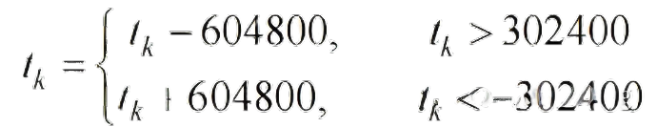 t_k = { t_k − 604800, t_k > 302400
t_k + 604800, t_k < −302400